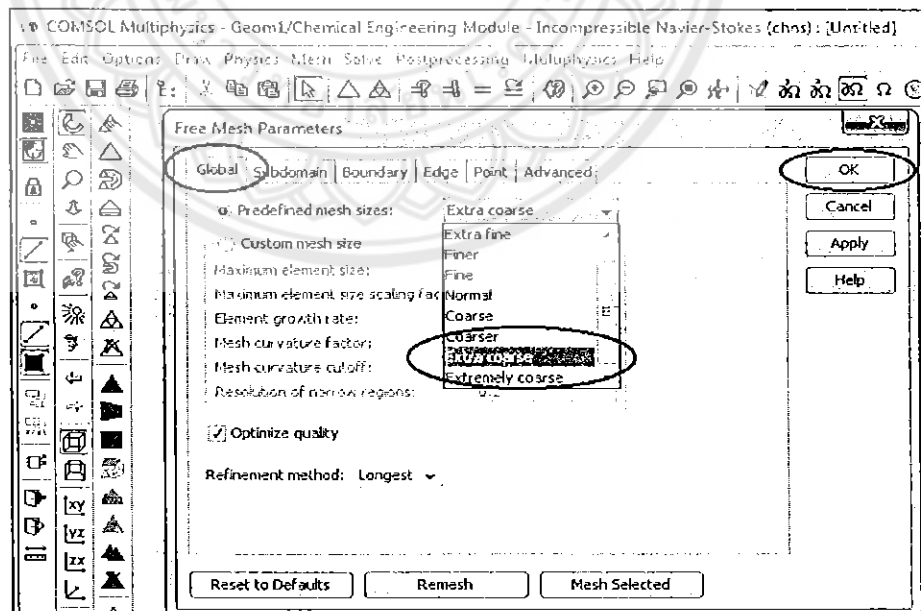 COMSOL Multiphysics - Geom1/Chemical Engineering Module - Incompressible Navier-Stokes (chns) : [Untitled]
File Edit Options Draw Physics Mesh Solve Postprocessing Multiphysics Help
Free Mesh Parameters
Global Subdomain Boundary Edge Point Advanced
OK
Predefined mesh sizes: Extra coarse
Cancel
Extra fine
Custom mesh size
Finer
Apply
Maximum element size:
Fine
Maximum element size scaling fac
Normal
Help
Element growth rate:
Coarse
Mesh curvature factor:
Coarser
Mesh curvature cutoff:
Extra coarse
Extremely coarse
Resolution of narrow regions:
Optimize quality
Refinement method: Longest
xy
yz
zx
Reset to Defaults Remesh Mesh Selected